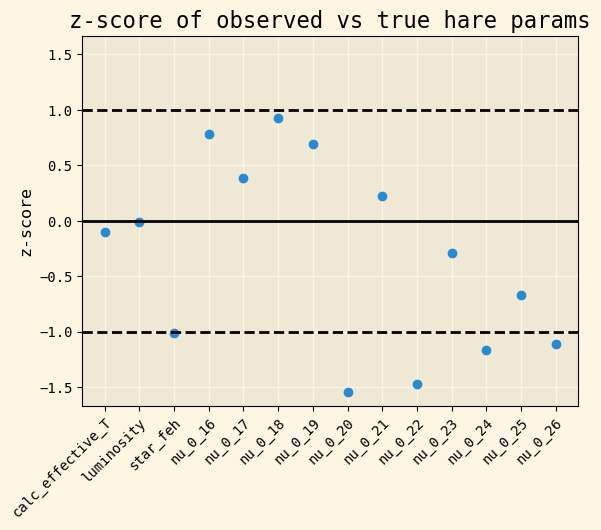 z-score of observed vs true hare params
z-score
1.5
1.0
0.5
0.0
−0.5
−1.0
−1.5
calc_effective_T
luminosity
star_feh
nu_0_16
nu_0_17
nu_0_18
nu_0_19
nu_0_20
nu_0_21
nu_0_22
nu_0_23
nu_0_24
nu_0_25
nu_0_26